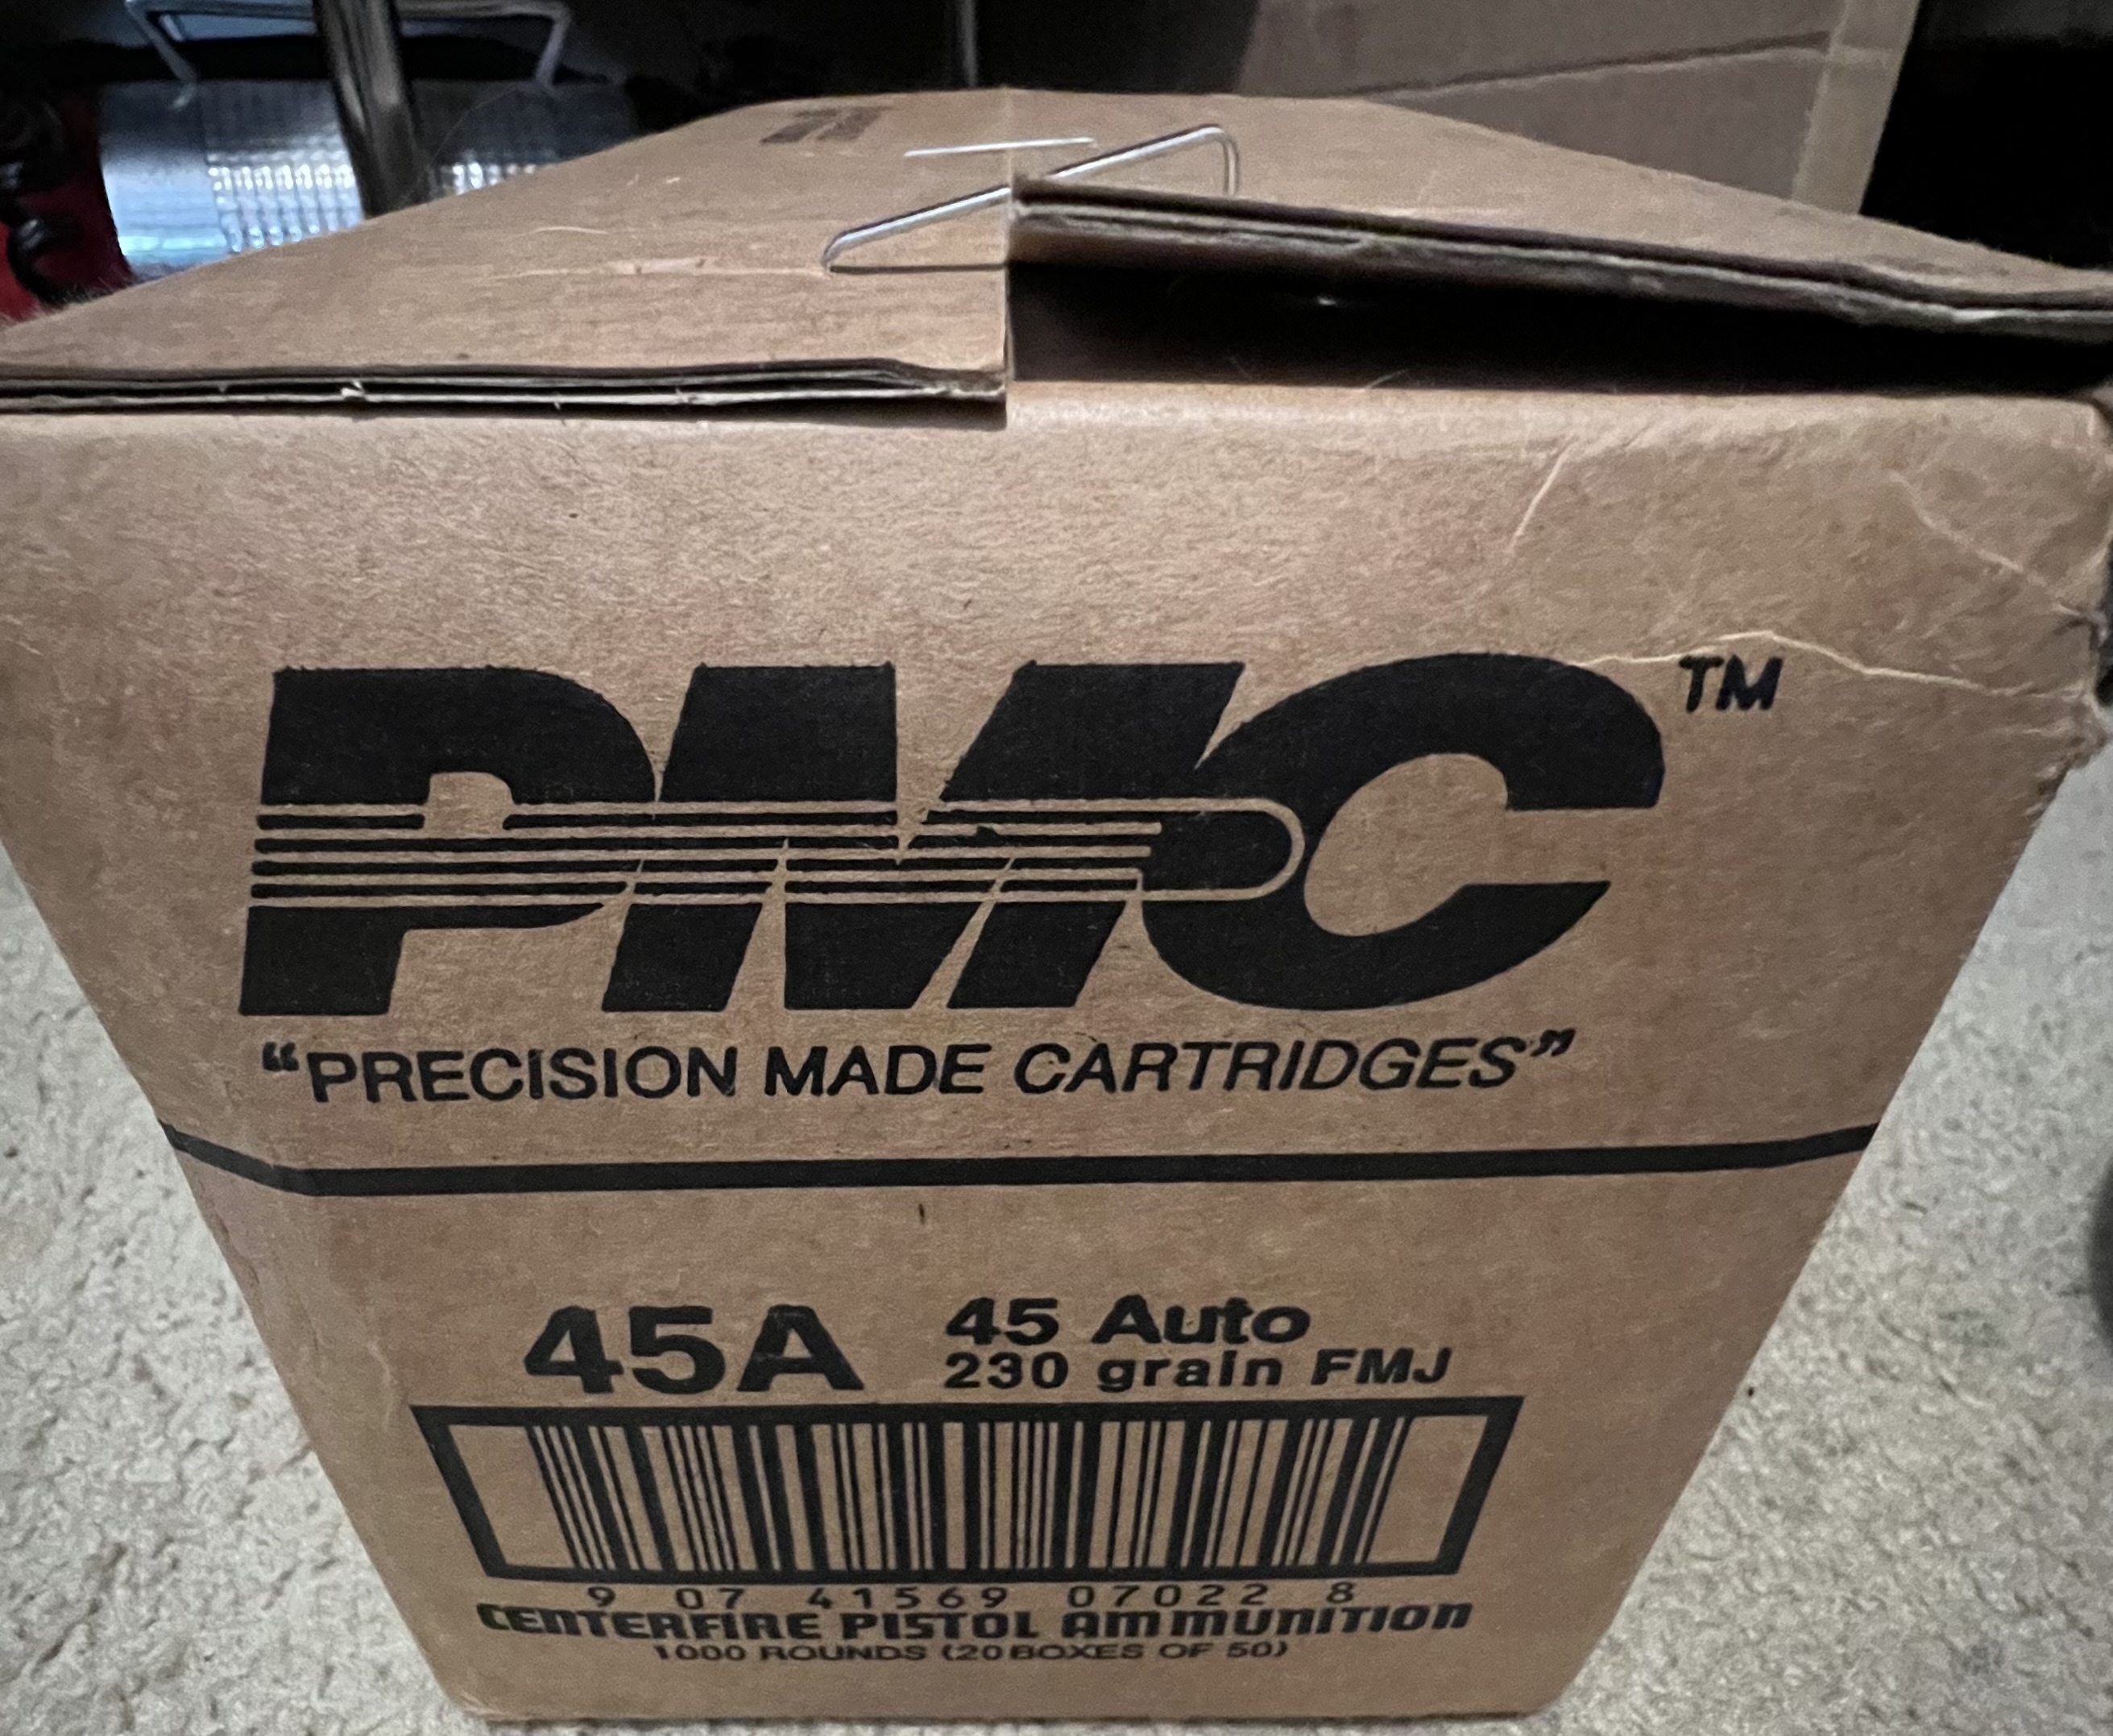 PMC™
“PRECISION MADE CARTRIDGES”
45A 45 Auto
230 grain FMJ
9 07 41569 07022 8
CENTERFIRE PISTOL AMMUNITION
1000 ROUNDS (20 BOXES OF 50)